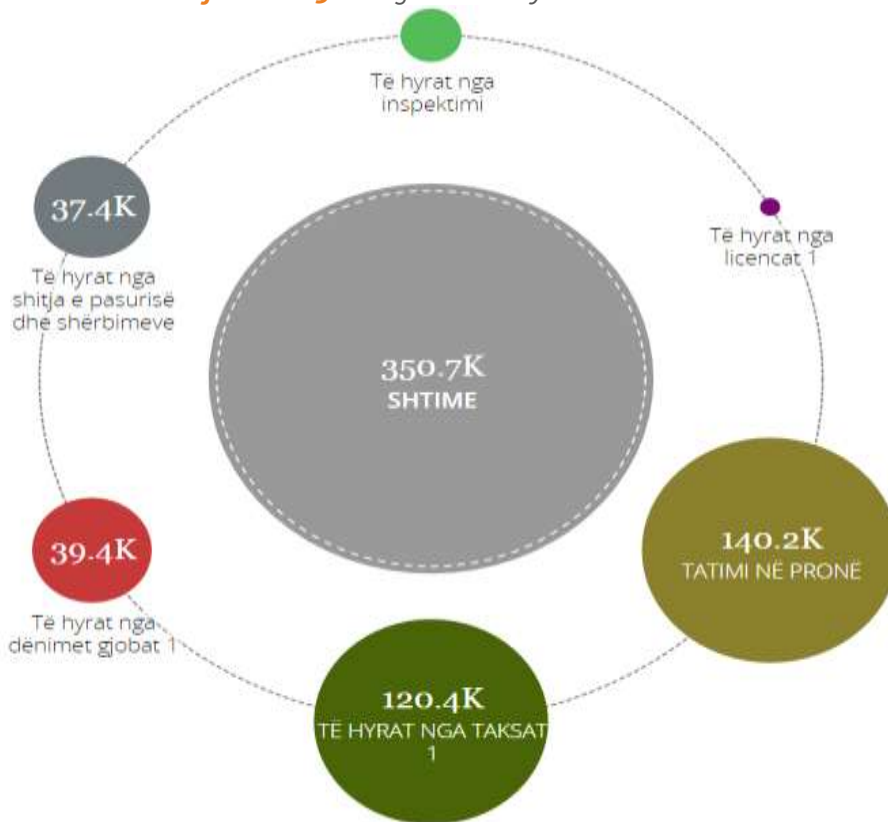 Të hyrat nga
inspektimi
37.4K
Të hyrat nga
shitja e pasurisë
dhe shërbimeve
Të hyrat nga
licencat 1
350.7K
SHTIME
140.2K
TATIMI NË PRONË
39.4K
Të hyrat nga
dënimet gjobat 1
120.4K
TË HYRAT NGA TAKSAT
1